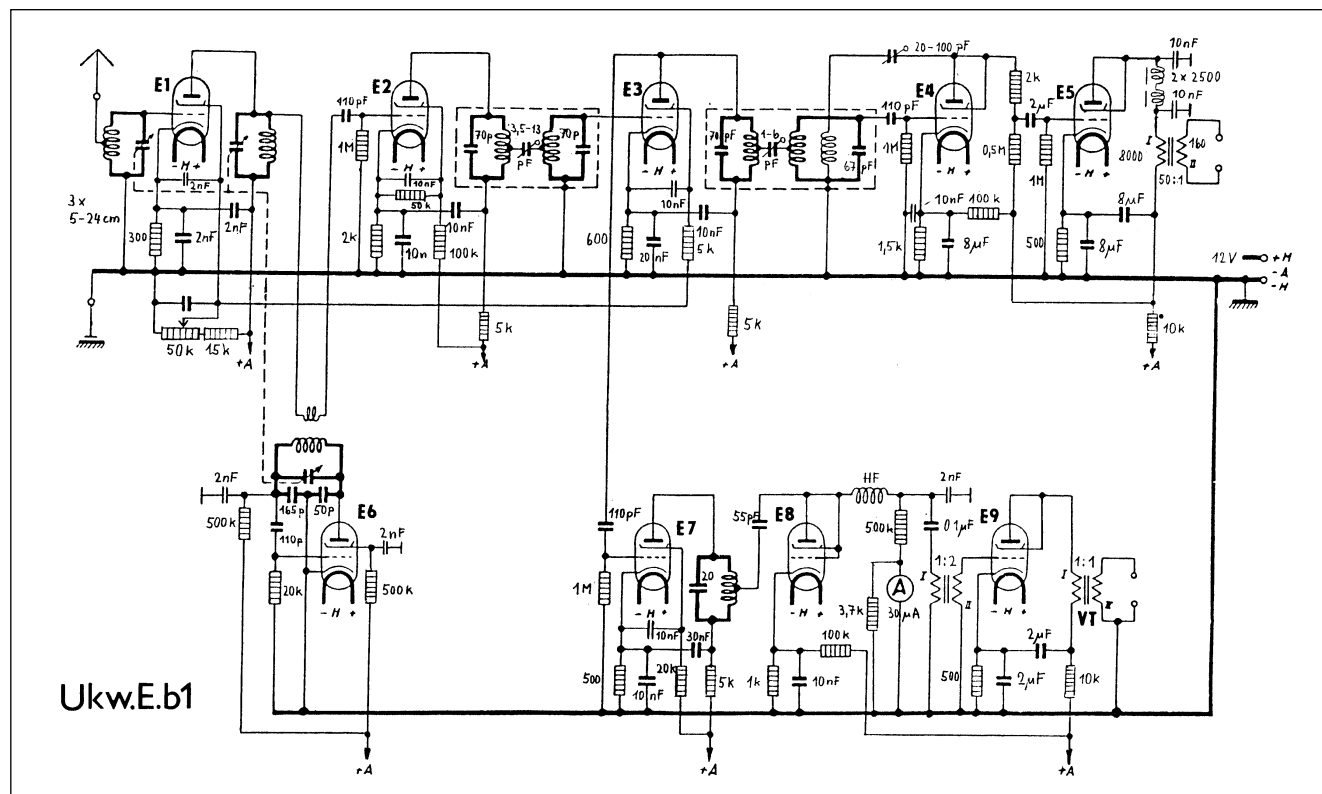 E1
-H+
2nF
3x
5-24cm
300
2nF
2nF
50k
15k
+A
110pF
E2
1M
-H+
10nF
50k
10nF
2k
10n
100k
70p
3,5-13
pF
70p
5k
+A
E3
-H+
10nF
10nF
600
20nF
5k
70pF
1-6
pF
67pF
5k
+A
20-100pF
110pF
E4
1M
-H+
10nF
100k
1,5k
8µF
2k
2µF
0,5M
1M
E5
-H+
500
8µF
8µF
10nF
2x2500
10nF
I
8000
160
II
50:1
10k
+A
12V
+H
-A
-H
2nF
500k
165p
50p
110p
E6
2nF
20k
-H+
500k
+A
110pF
E7
1M
-H+
10nF
30nF
20
500
10nF
20k
5k
+A
55pF
E8
-H+
1k
10nF
100k
HF
500k
2nF
0,1µF
A
30µA
3,7k
1:2
I
II
E9
-H+
500
2µF
2µF
10k
I
1:1
II
VT
+A
Ukw.E.b1